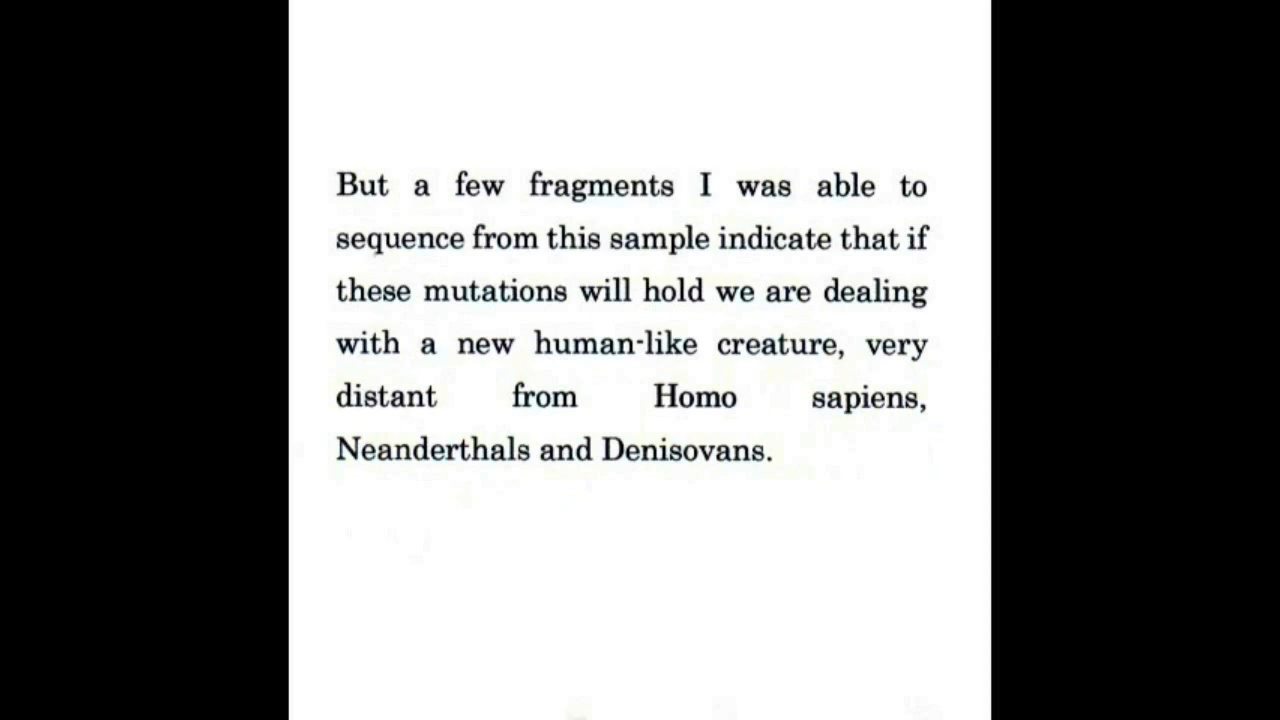 But a few fragments I was able to
sequence from this sample indicate that if
these mutations will hold we are dealing
with a new human-like creature, very
distant from Homo sapiens,
Neanderthals and Denisovans.